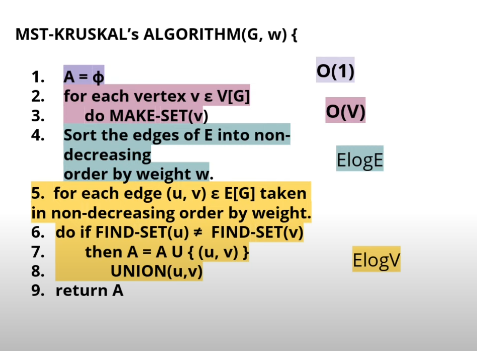 MST-KRUSKAL’s ALGORITHM(G, w) {
O(1)
1. A = ϕ
2. for each vertex v ε V[G]
O(V)
3. do MAKE-SET(v)
4. Sort the edges of E into non-
decreasing
ElogE
order by weight w.
5. for each edge (u, v) ε E[G] taken
in non-decreasing order by weight.
6. do if FIND-SET(u) ≠ FIND-SET(v)
7. then A = A U { (u, v) }
ElogV
8. UNION(u,v)
9. return A